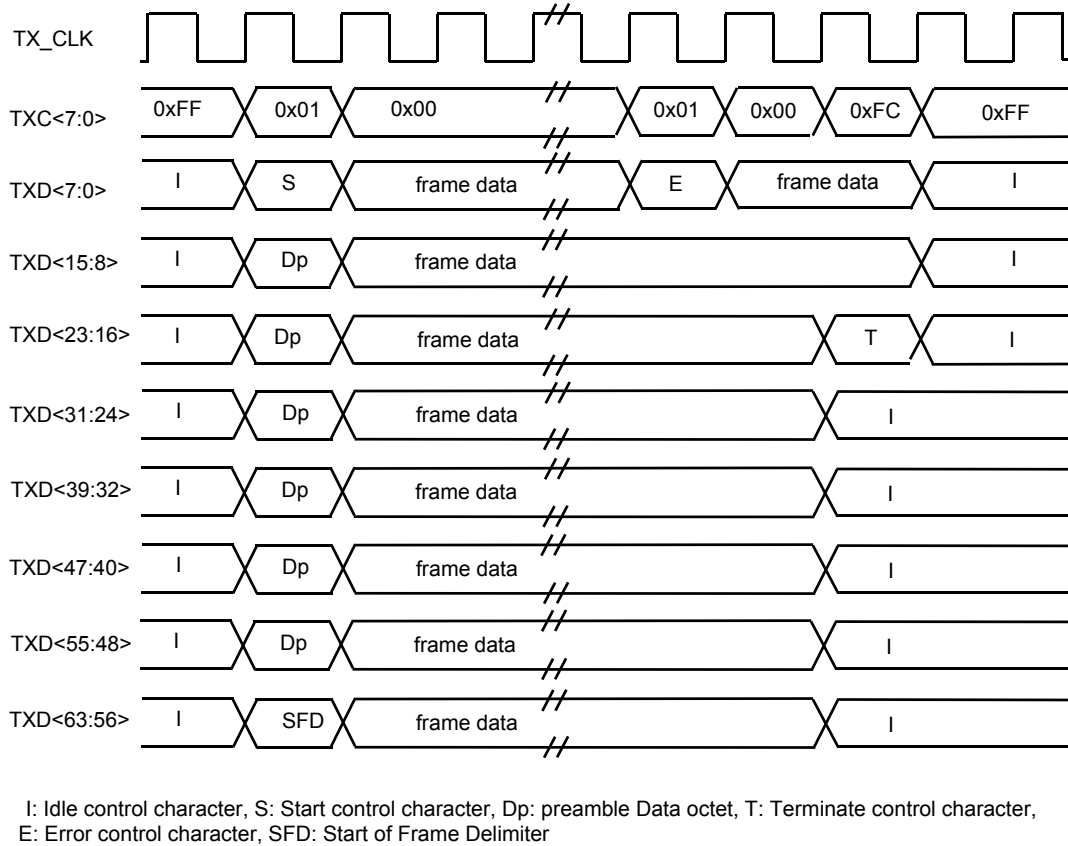 TX_CLK
TXC<7:0> 0xFF 0x01 0x00 0x01 0x00 0xFC 0xFF
TXD<7:0> I S frame data E frame data I
TXD<15:8> I Dp frame data I
TXD<23:16> I Dp frame data T I
TXD<31:24> I Dp frame data I
TXD<39:32> I Dp frame data I
TXD<47:40> I Dp frame data I
TXD<55:48> I Dp frame data I
TXD<63:56> I SFD frame data I
I: Idle control character, S: Start control character, Dp: preamble Data octet, T: Terminate control character,
E: Error control character, SFD: Start of Frame Delimiter